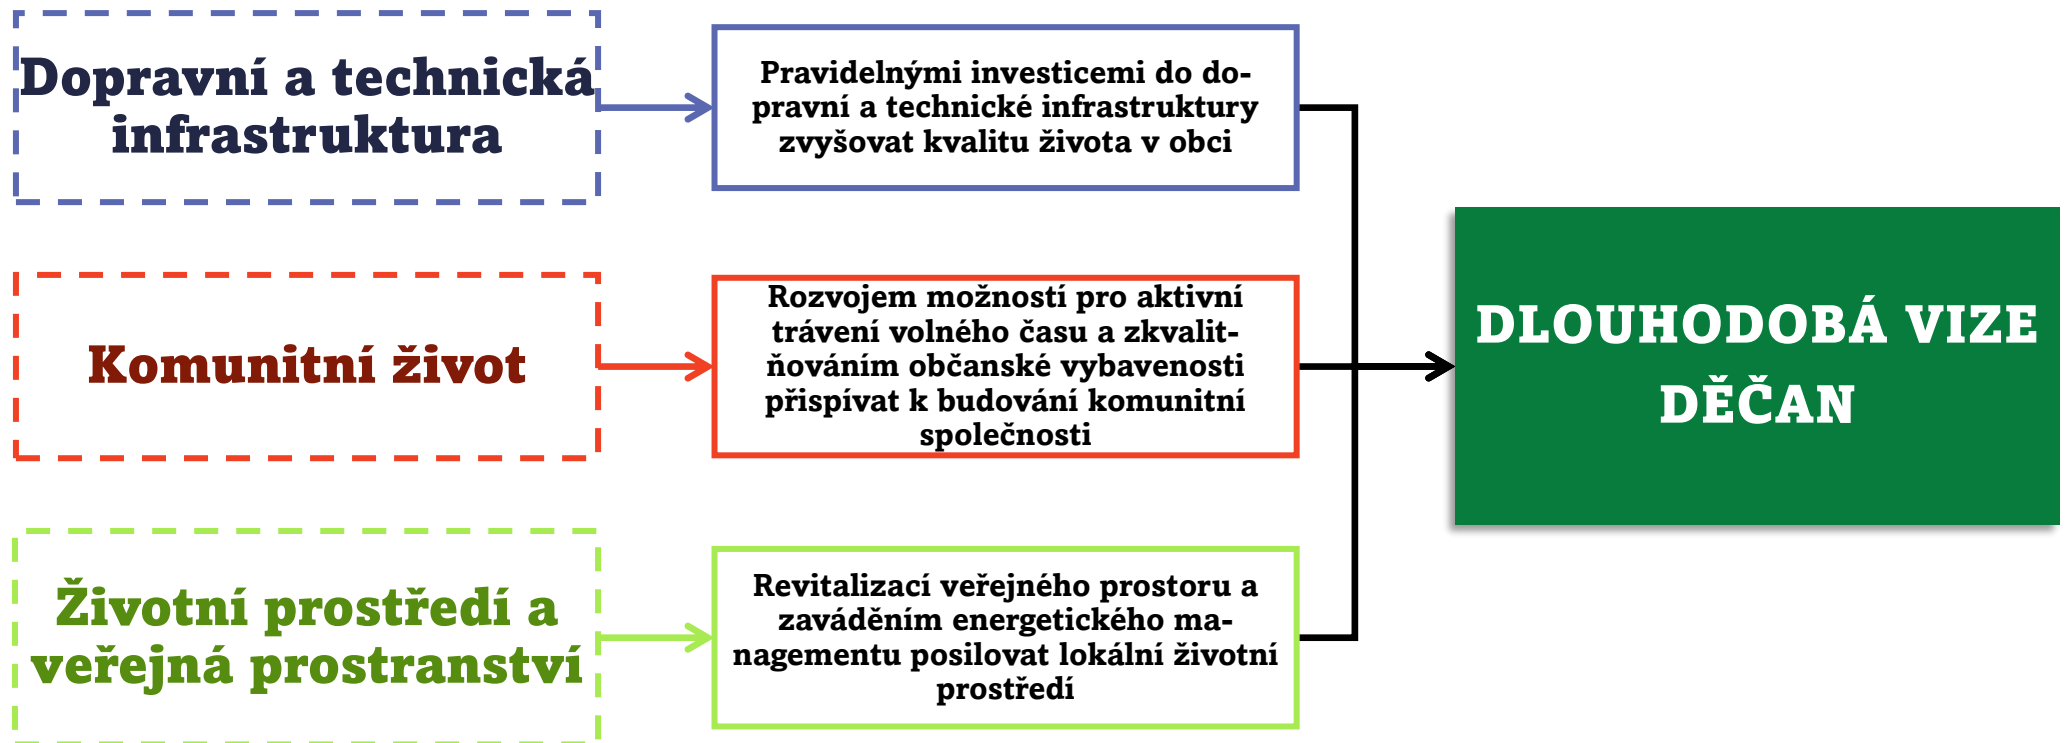 Dopravní a technická
infrastruktura
Pravidelnými investicemi do do-
pravní a technické infrastruktury
zvyšovat kvalitu života v obci
Komunitní život
Rozvojem možností pro aktivní
trávení volného času a zkvalit-
ňováním občanské vybavenosti
přispívat k budování komunitní
společnosti
DLOUHODOBÁ VIZE
DĚČAN
Životní prostředí a
veřejná prostranství
Revitalizací veřejného prostoru a
zaváděním energetického ma-
nagementu posilovat lokální životní
prostředí